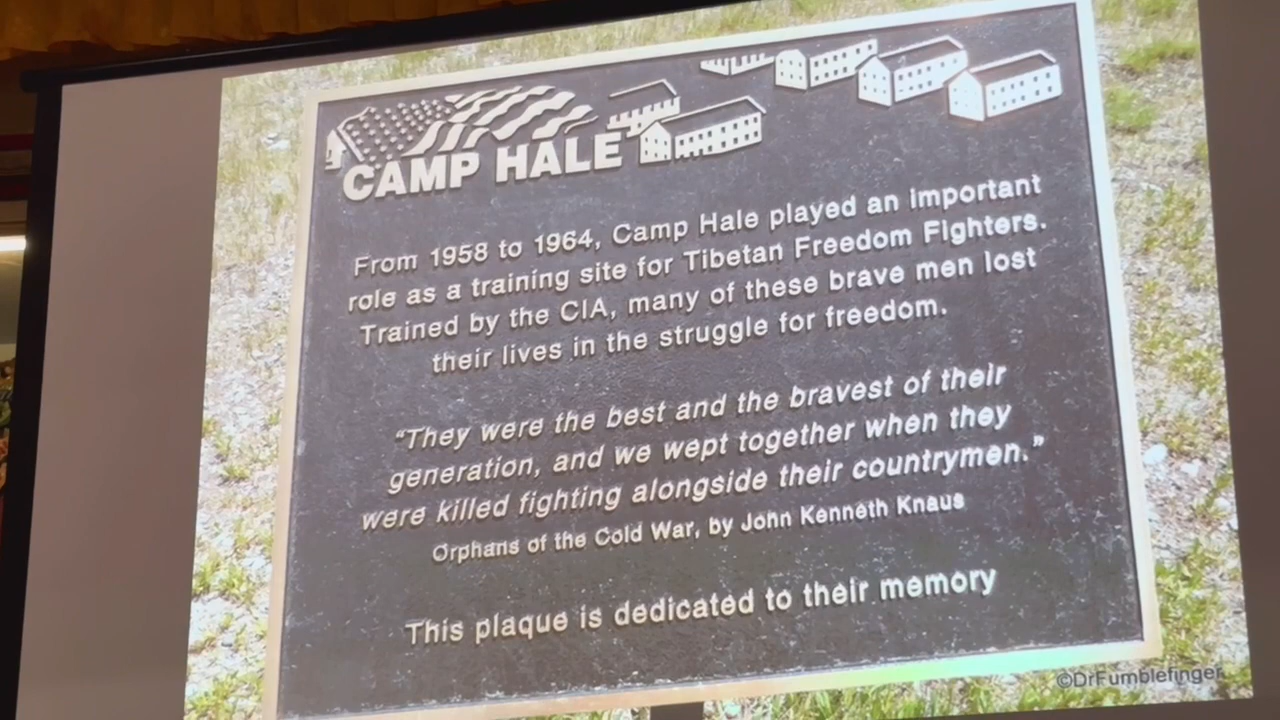 CAMP HALE
From 1958 to 1964, Camp Hale played an important
role as a training site for Tibetan Freedom Fighters.
Trained by the CIA, many of these brave men lost
their lives in the struggle for freedom.
“They were the best and the bravest of their
generation, and we wept together when they
were killed fighting alongside their countrymen.”
Orphans of the Cold War, by John Kenneth Knaus
This plaque is dedicated to their memory
©DrFumblefinger